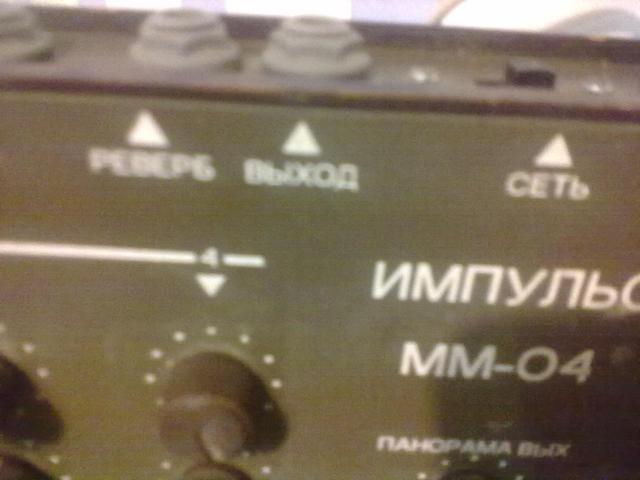 РЕВЕРБ ВЫХОД СЕТЬ
4
ИМПУЛЬС
ММ-04
ПАНОРАМА ВЫХ